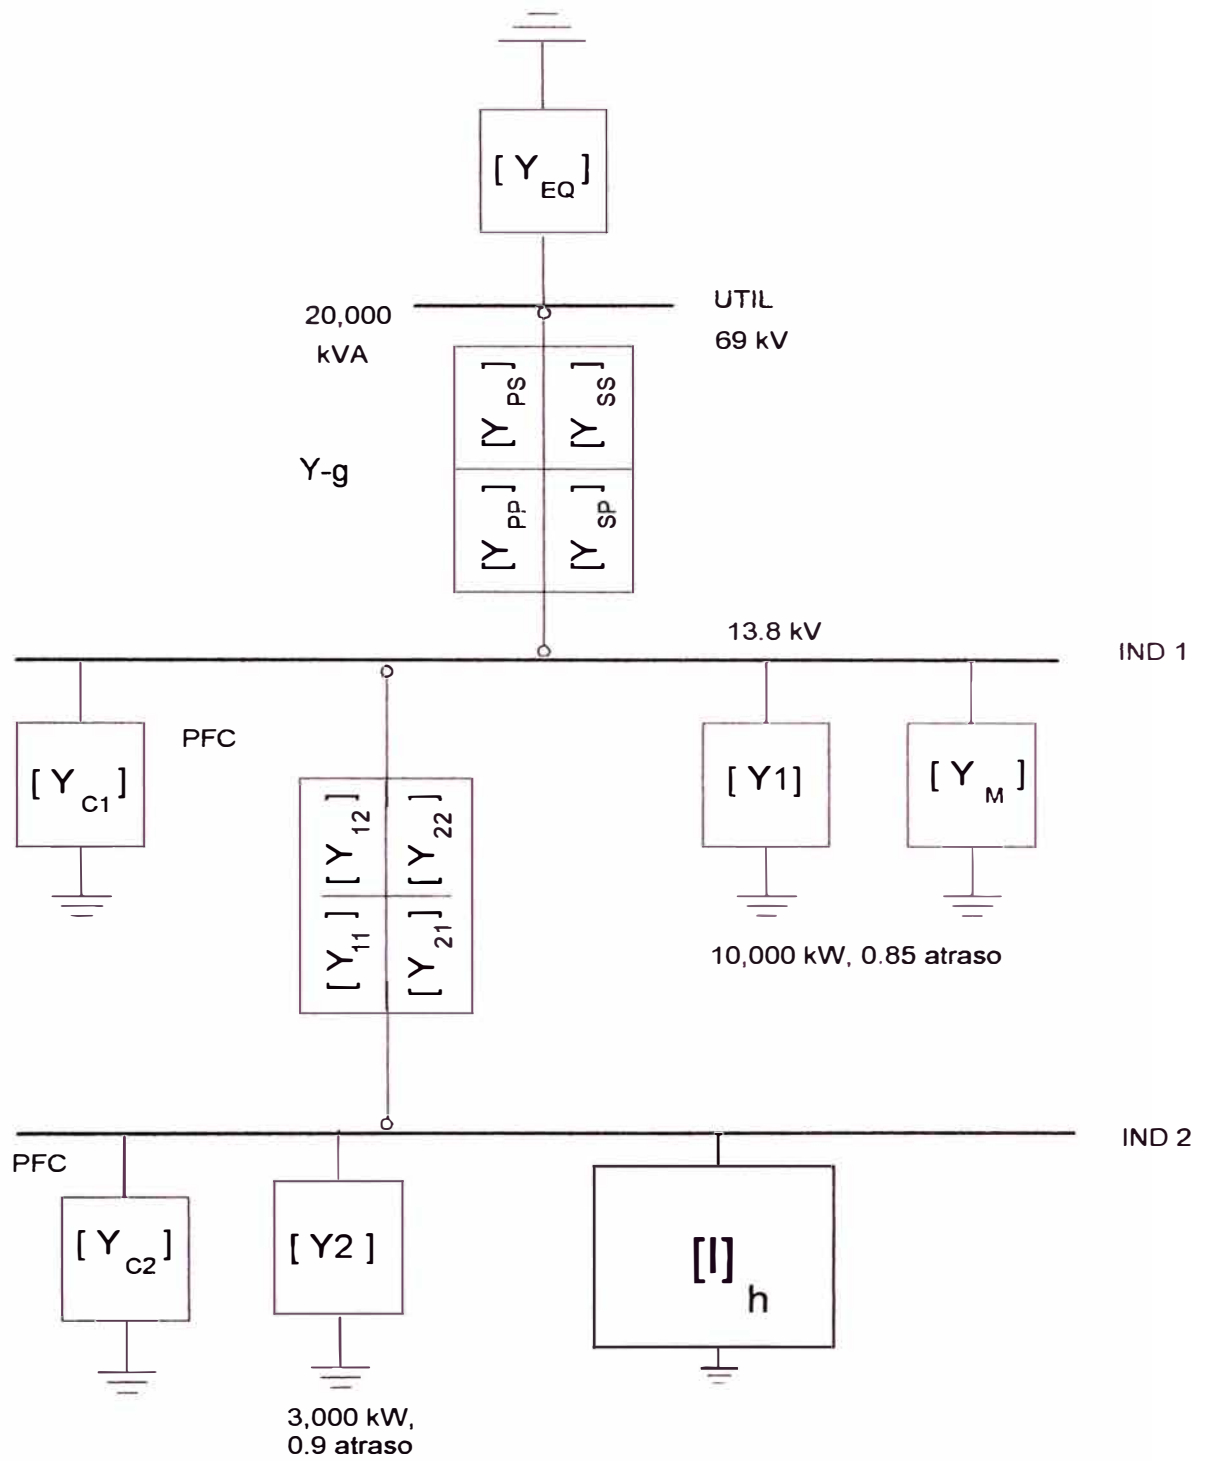 [ Y EQ ]
UTIL
20,000
69 kV
kVA
[Y PS ]
[Y SS ]
Y-g
[Y PP ]
[Y SP ]
13.8 kV
IND 1
PFC
[ Y C1 ]
[ Y1]
[ Y M ]
[Y 12 ]
[Y 22 ]
[Y 11 ]
[Y 21 ]
10,000 kW, 0.85 atraso
IND 2
PFC
[ Y C2 ]
[ Y2 ]
[I] h
3,000 kW,
0.9 atraso